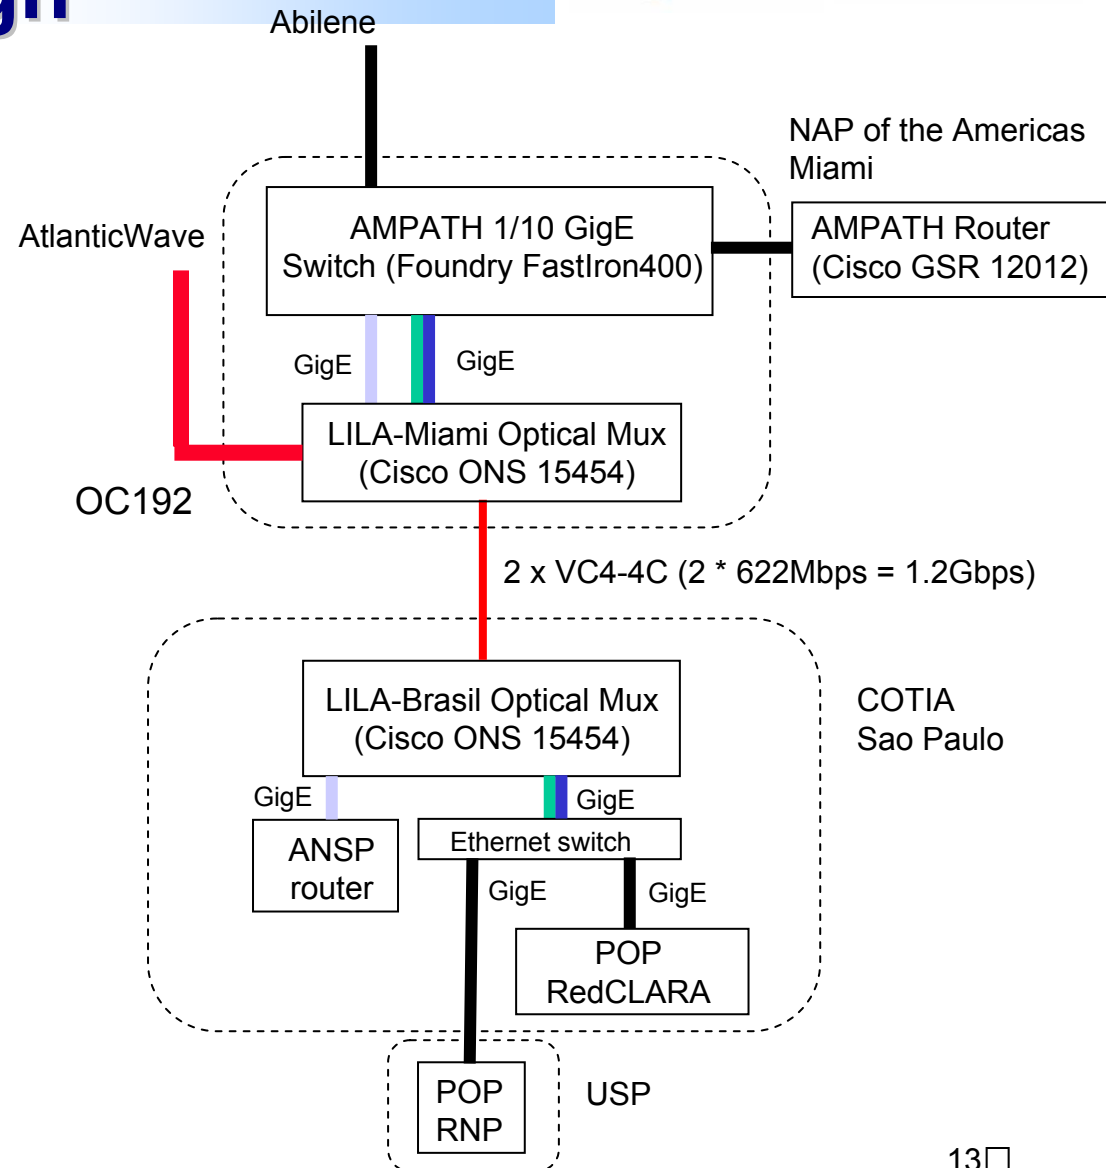 Abilene
NAP of the Americas
Miami
AtlanticWave
AMPATH 1/10 GigE
Switch (Foundry FastIron400)
AMPATH Router
(Cisco GSR 12012)
GigE
GigE
LILA-Miami Optical Mux
(Cisco ONS 15454)
OC192
2 x VC4-4C (2 * 622Mbps = 1.2Gbps)
LILA-Brasil Optical Mux
(Cisco ONS 15454)
COTIA
Sao Paulo
GigE
GigE
ANSP
router
Ethernet switch
GigE
GigE
POP
RedCLARA
POP
RNP
USP
13